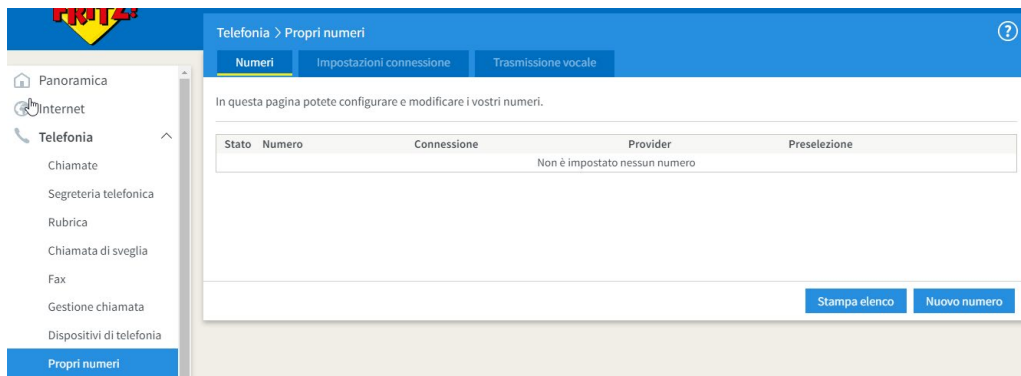 FRITZ!
Telefonia > Propri numeri
Numeri Impostazioni connessione Trasmissione vocale
Panoramica
Internet
Telefonia
Chiamate
Segreteria telefonica
Rubrica
Chiamata di sveglia
Fax
Gestione chiamata
Dispositivi di telefonia
Propri numeri
In questa pagina potete configurare e modificare i vostri numeri.
Stato Numero Connessione Provider Preselezione
Non è impostato nessun numero
Stampa elenco Nuovo numero